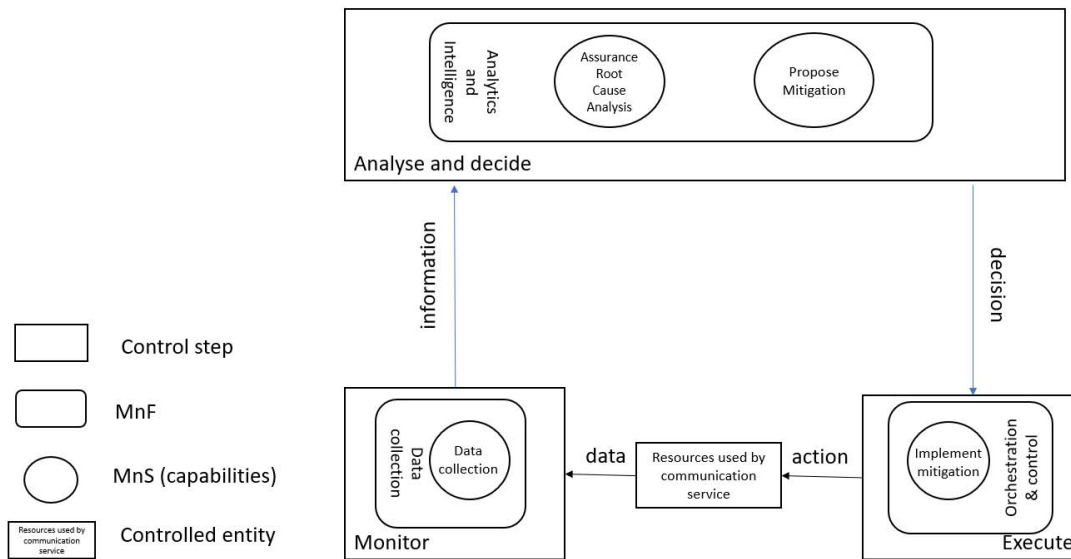 Analytics
and
Intelligence
Assurance
Root
Cause
Analysis
Propose
Mitigation
Analyse and decide
information
decision
Control step
MnF
MnS (capabilities)
Resources used by
communication
service
Controlled entity
Data
collection
Data
collection
Monitor
data
Resources used by
communication
service
action
Implement
mitigation
Orchestration
& control
Execute